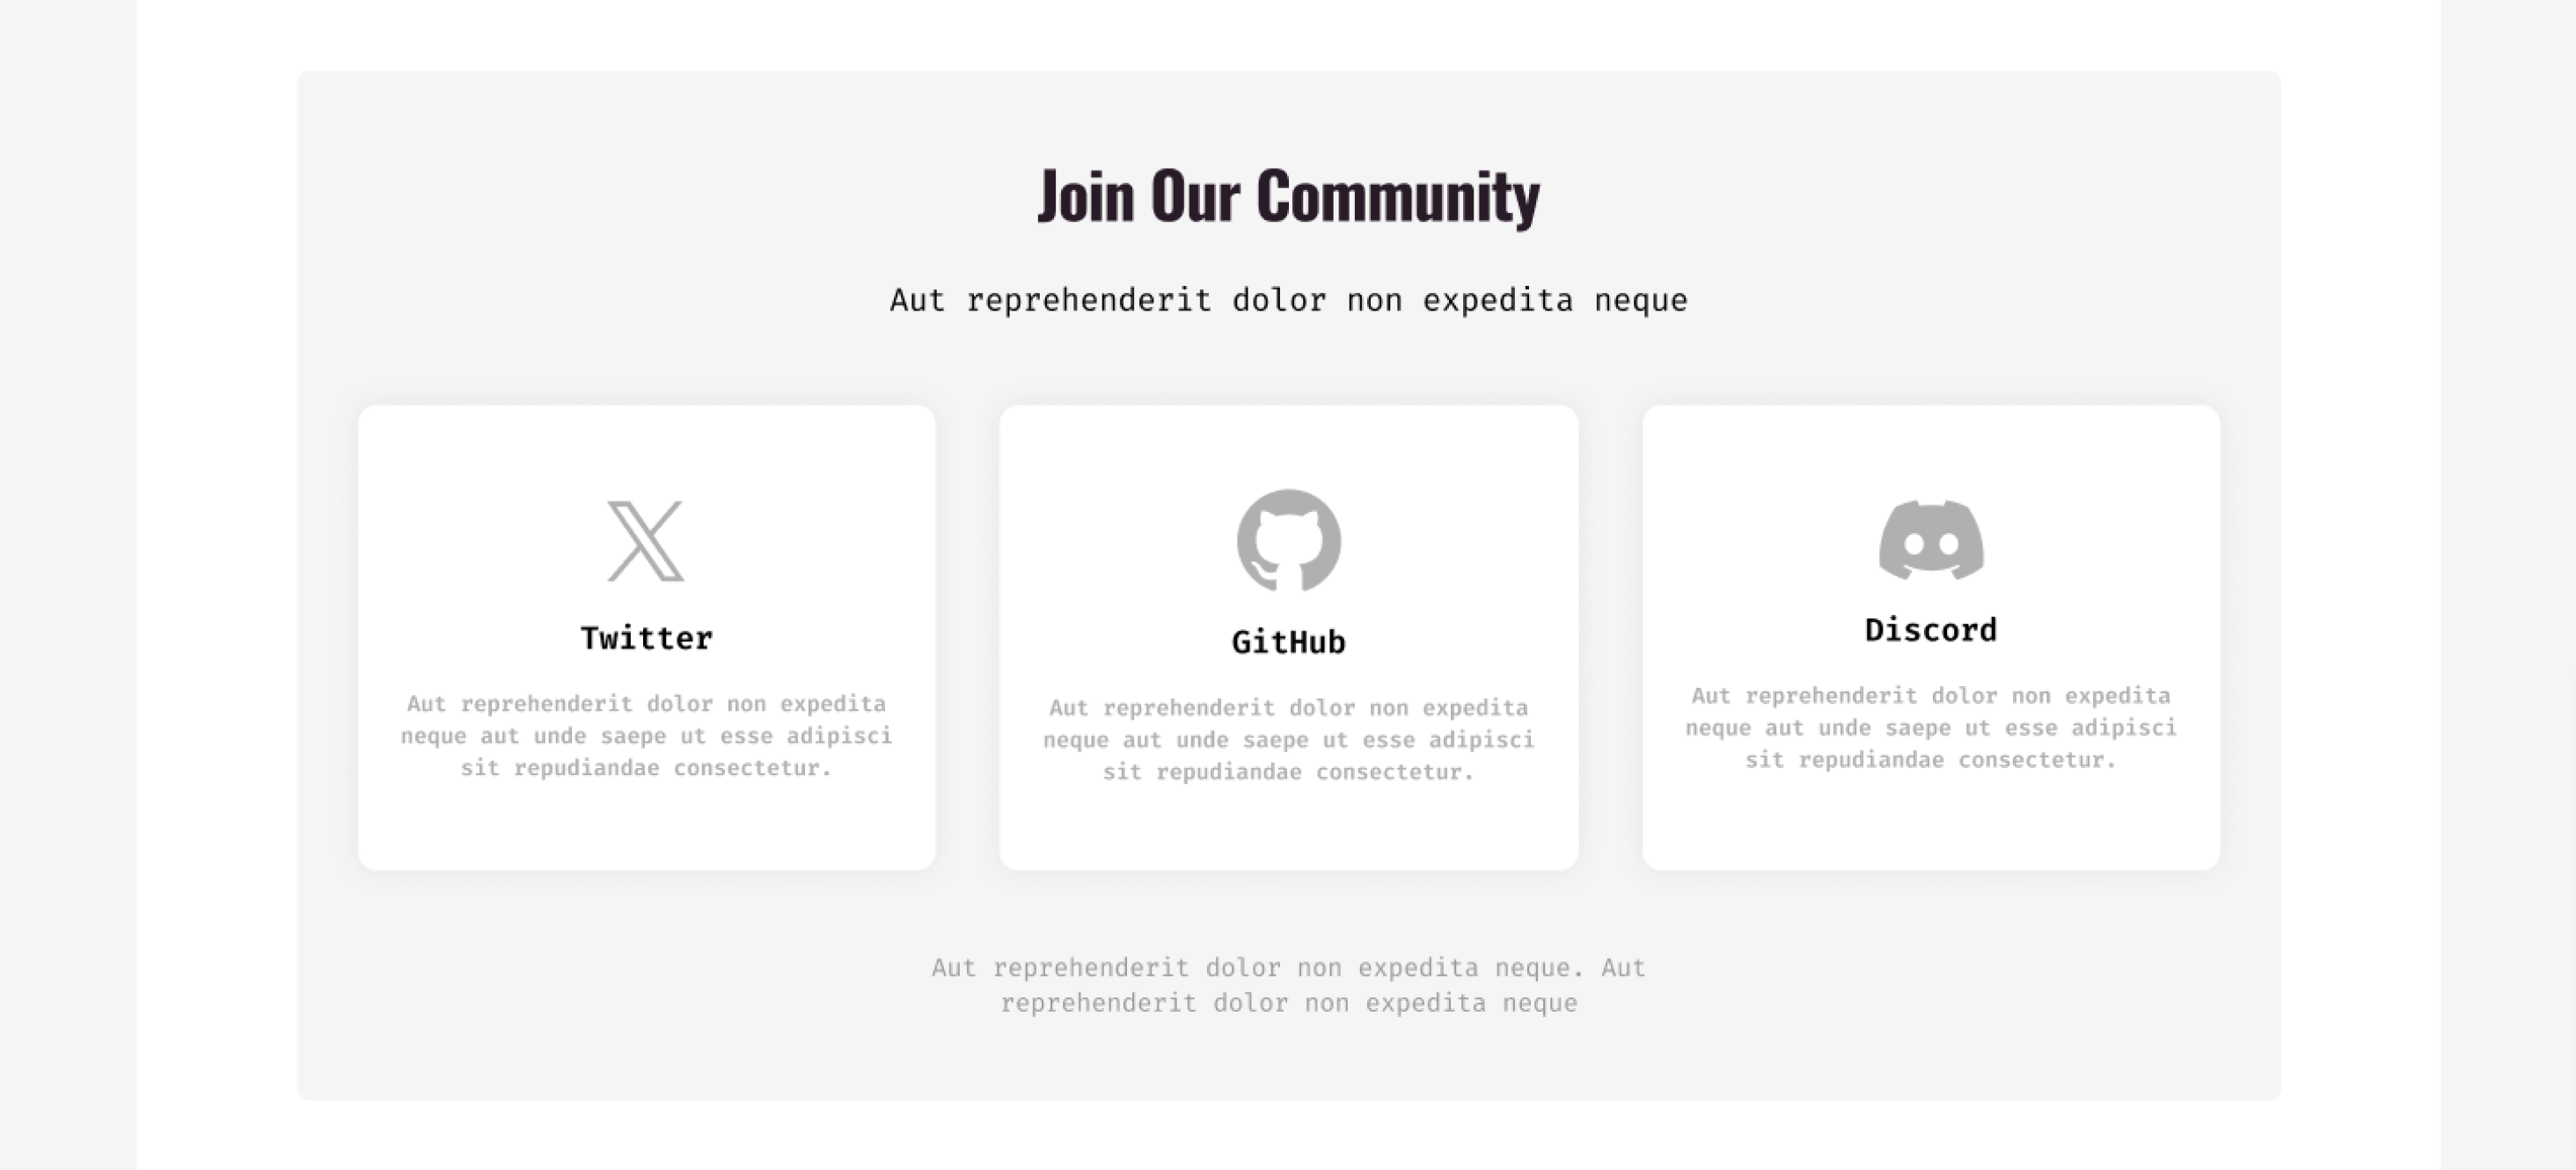 Join Our Community
Aut reprehenderit dolor non expedita neque
Twitter
Aut reprehenderit dolor non expedita
neque aut unde saepe ut esse adipisci
sit repudiandae consectetur.
GitHub
Aut reprehenderit dolor non expedita
neque aut unde saepe ut esse adipisci
sit repudiandae consectetur.
Discord
Aut reprehenderit dolor non expedita
neque aut unde saepe ut esse adipisci
sit repudiandae consectetur.
Aut reprehenderit dolor non expedita neque. Aut
reprehenderit dolor non expedita neque